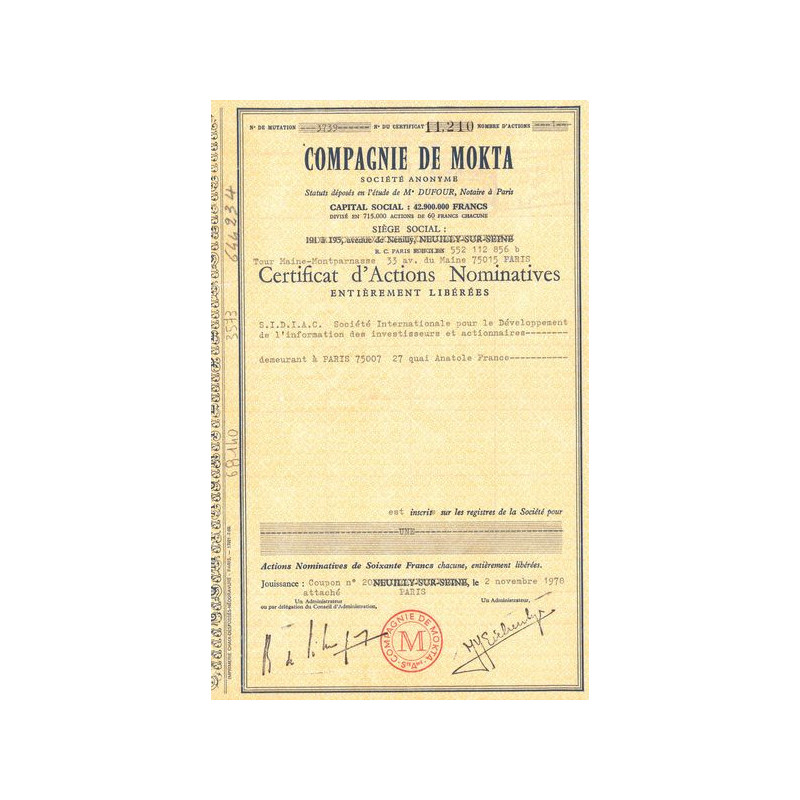 N° DE MUTATION ----3739------- N° DU CERTIFICAT 11,210 NOMBRE D'ACTIONS ----1---
COMPAGNIE DE MOKTA
SOCIÉTÉ ANONYME
Statuts déposés en l'étude de Me DUFOUR, Notaire à Paris
CAPITAL SOCIAL : 42.900.000 FRANCS
DIVISÉ EN 715.000 ACTIONS DE 60 FRANCS CHACUNE
SIÈGE SOCIAL :
191 à 195, avenue de Neuilly, NEUILLY-SUR-SEINE
R. C. PARIS 552 112 856 b
Tour Maine-Montparnasse 33 av. du Maine 75015 PARIS
Certificat d'Actions Nominatives
ENTIÈREMENT LIBÉRÉES
S.I.D.I.A.C. Société Internationale pour le Développement
de l'information des investisseurs et actionnaires--------
demeurant à PARIS 75007 27 quai Anatole France-----------
est inscrite sur les registres de la Société pour
UNE
Actions Nominatives de Soixante Francs chacune, entièrement libérées.
Jouissance : Coupon n° 20 NEUILLY-SUR-SEINE, le 2 novembre 1978
attaché PARIS
Un Administrateur Un Administrateur,
ou par délégation du Conseil d'Administration,
COMPAGNIE DE MOKTA
M
644234
3573
68140